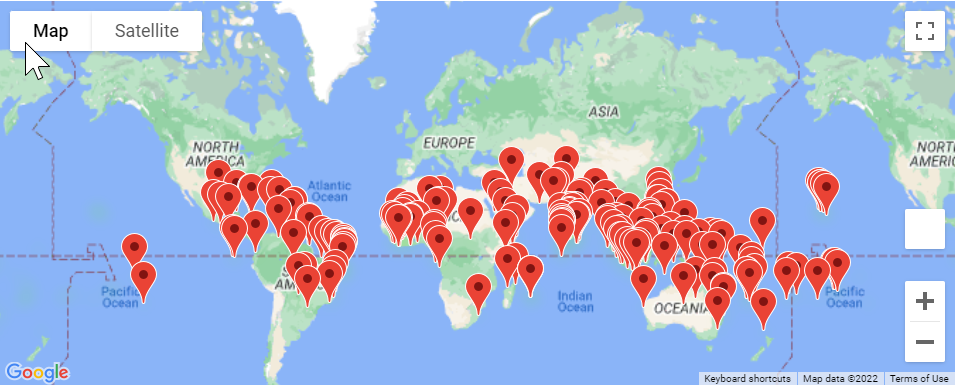 Map Satellite
ASIA
EUROPE
NORTH
AMERICA
NORTH
Atlantic
Ocean
Pacific
Ocean
Indian
Ocean
OCEANIA
Pacific
Ocean
Google
Keyboard shortcuts Map data ©2022 Terms of Use